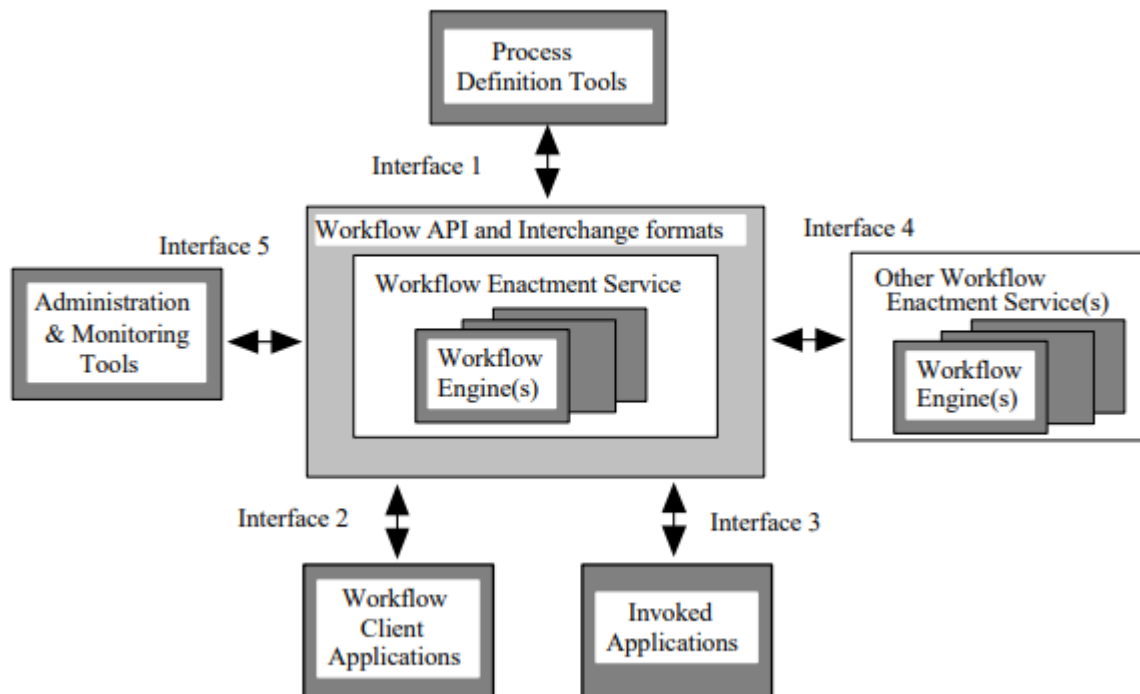 Process
Definition Tools
Interface 1
Workflow API and Interchange formats
Interface 5
Interface 4
Administration
& Monitoring
Tools
Workflow Enactment Service
Workflow
Engine(s)
Other Workflow
Enactment Service(s)
Workflow
Engine(s)
Interface 2
Interface 3
Workflow
Client
Applications
Invoked
Applications